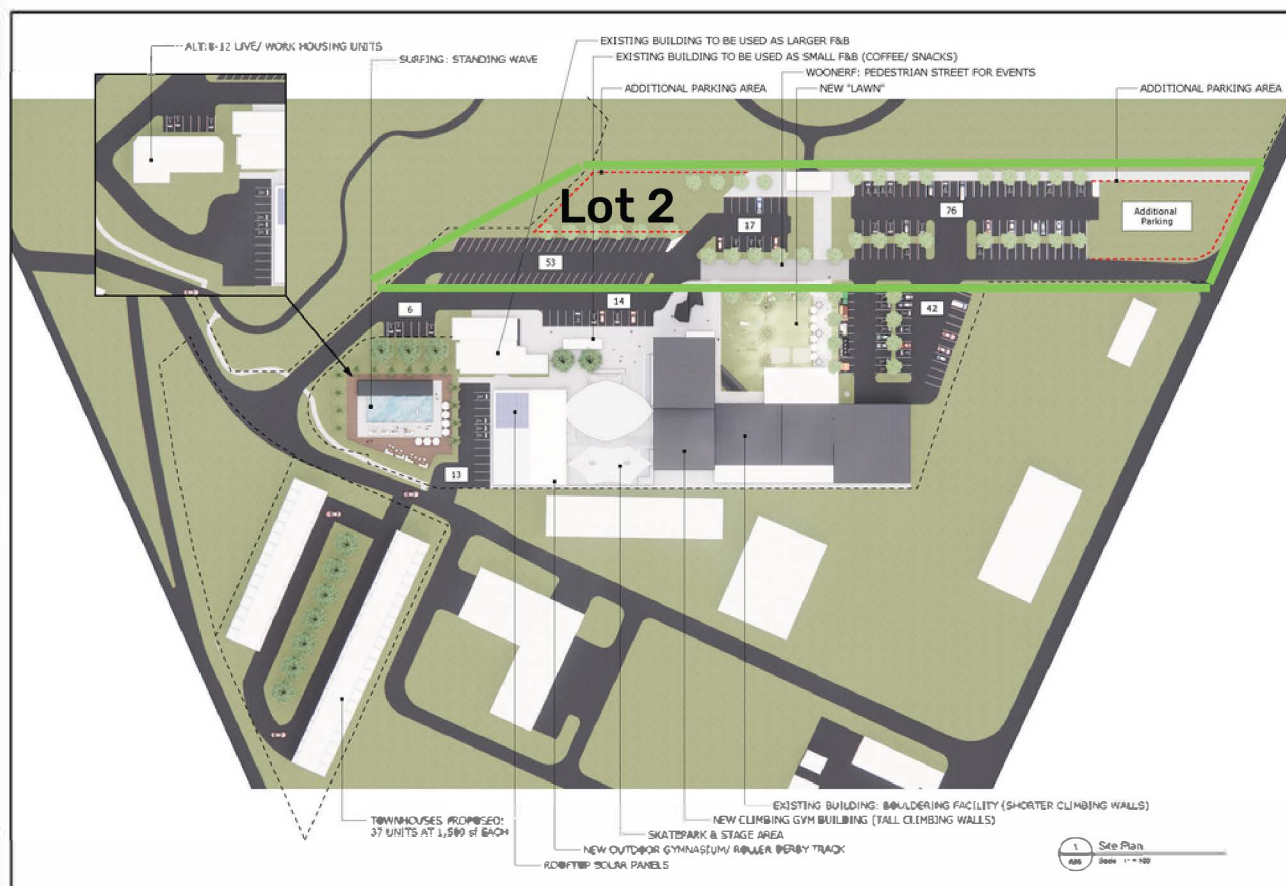 ALT: 8-12 LIVE/ WORK HOUSING UNITS
SURFING: STANDING WAVE
EXISTING BUILDING TO BE USED AS LARGER F&B
EXISTING BUILDING TO BE USED AS SMALL F&B (COFFEE/ SNACKS)
WOONERF: PEDESTRIAN STREET FOR EVENTS
ADDITIONAL PARKING AREA
NEW "LAWN"
ADDITIONAL PARKING AREA
Lot 2
17
76
Additional
Parking
53
6
14
42
13
TOWNHOUSES PROPOSED:
37 UNITS AT 1,500 sf EACH
EXISTING BUILDING: BOULDERING FACILITY (SHORTER CLIMBING WALLS)
NEW CLIMBING GYM BUILDING (TALL CLIMBING WALLS)
SKATEPARK & STAGE AREA
NEW OUTDOOR GYMNASIUM/ ROLLER DERBY TRACK
ROOFTOP SOLAR PANELS
1
Site Plan
Scale